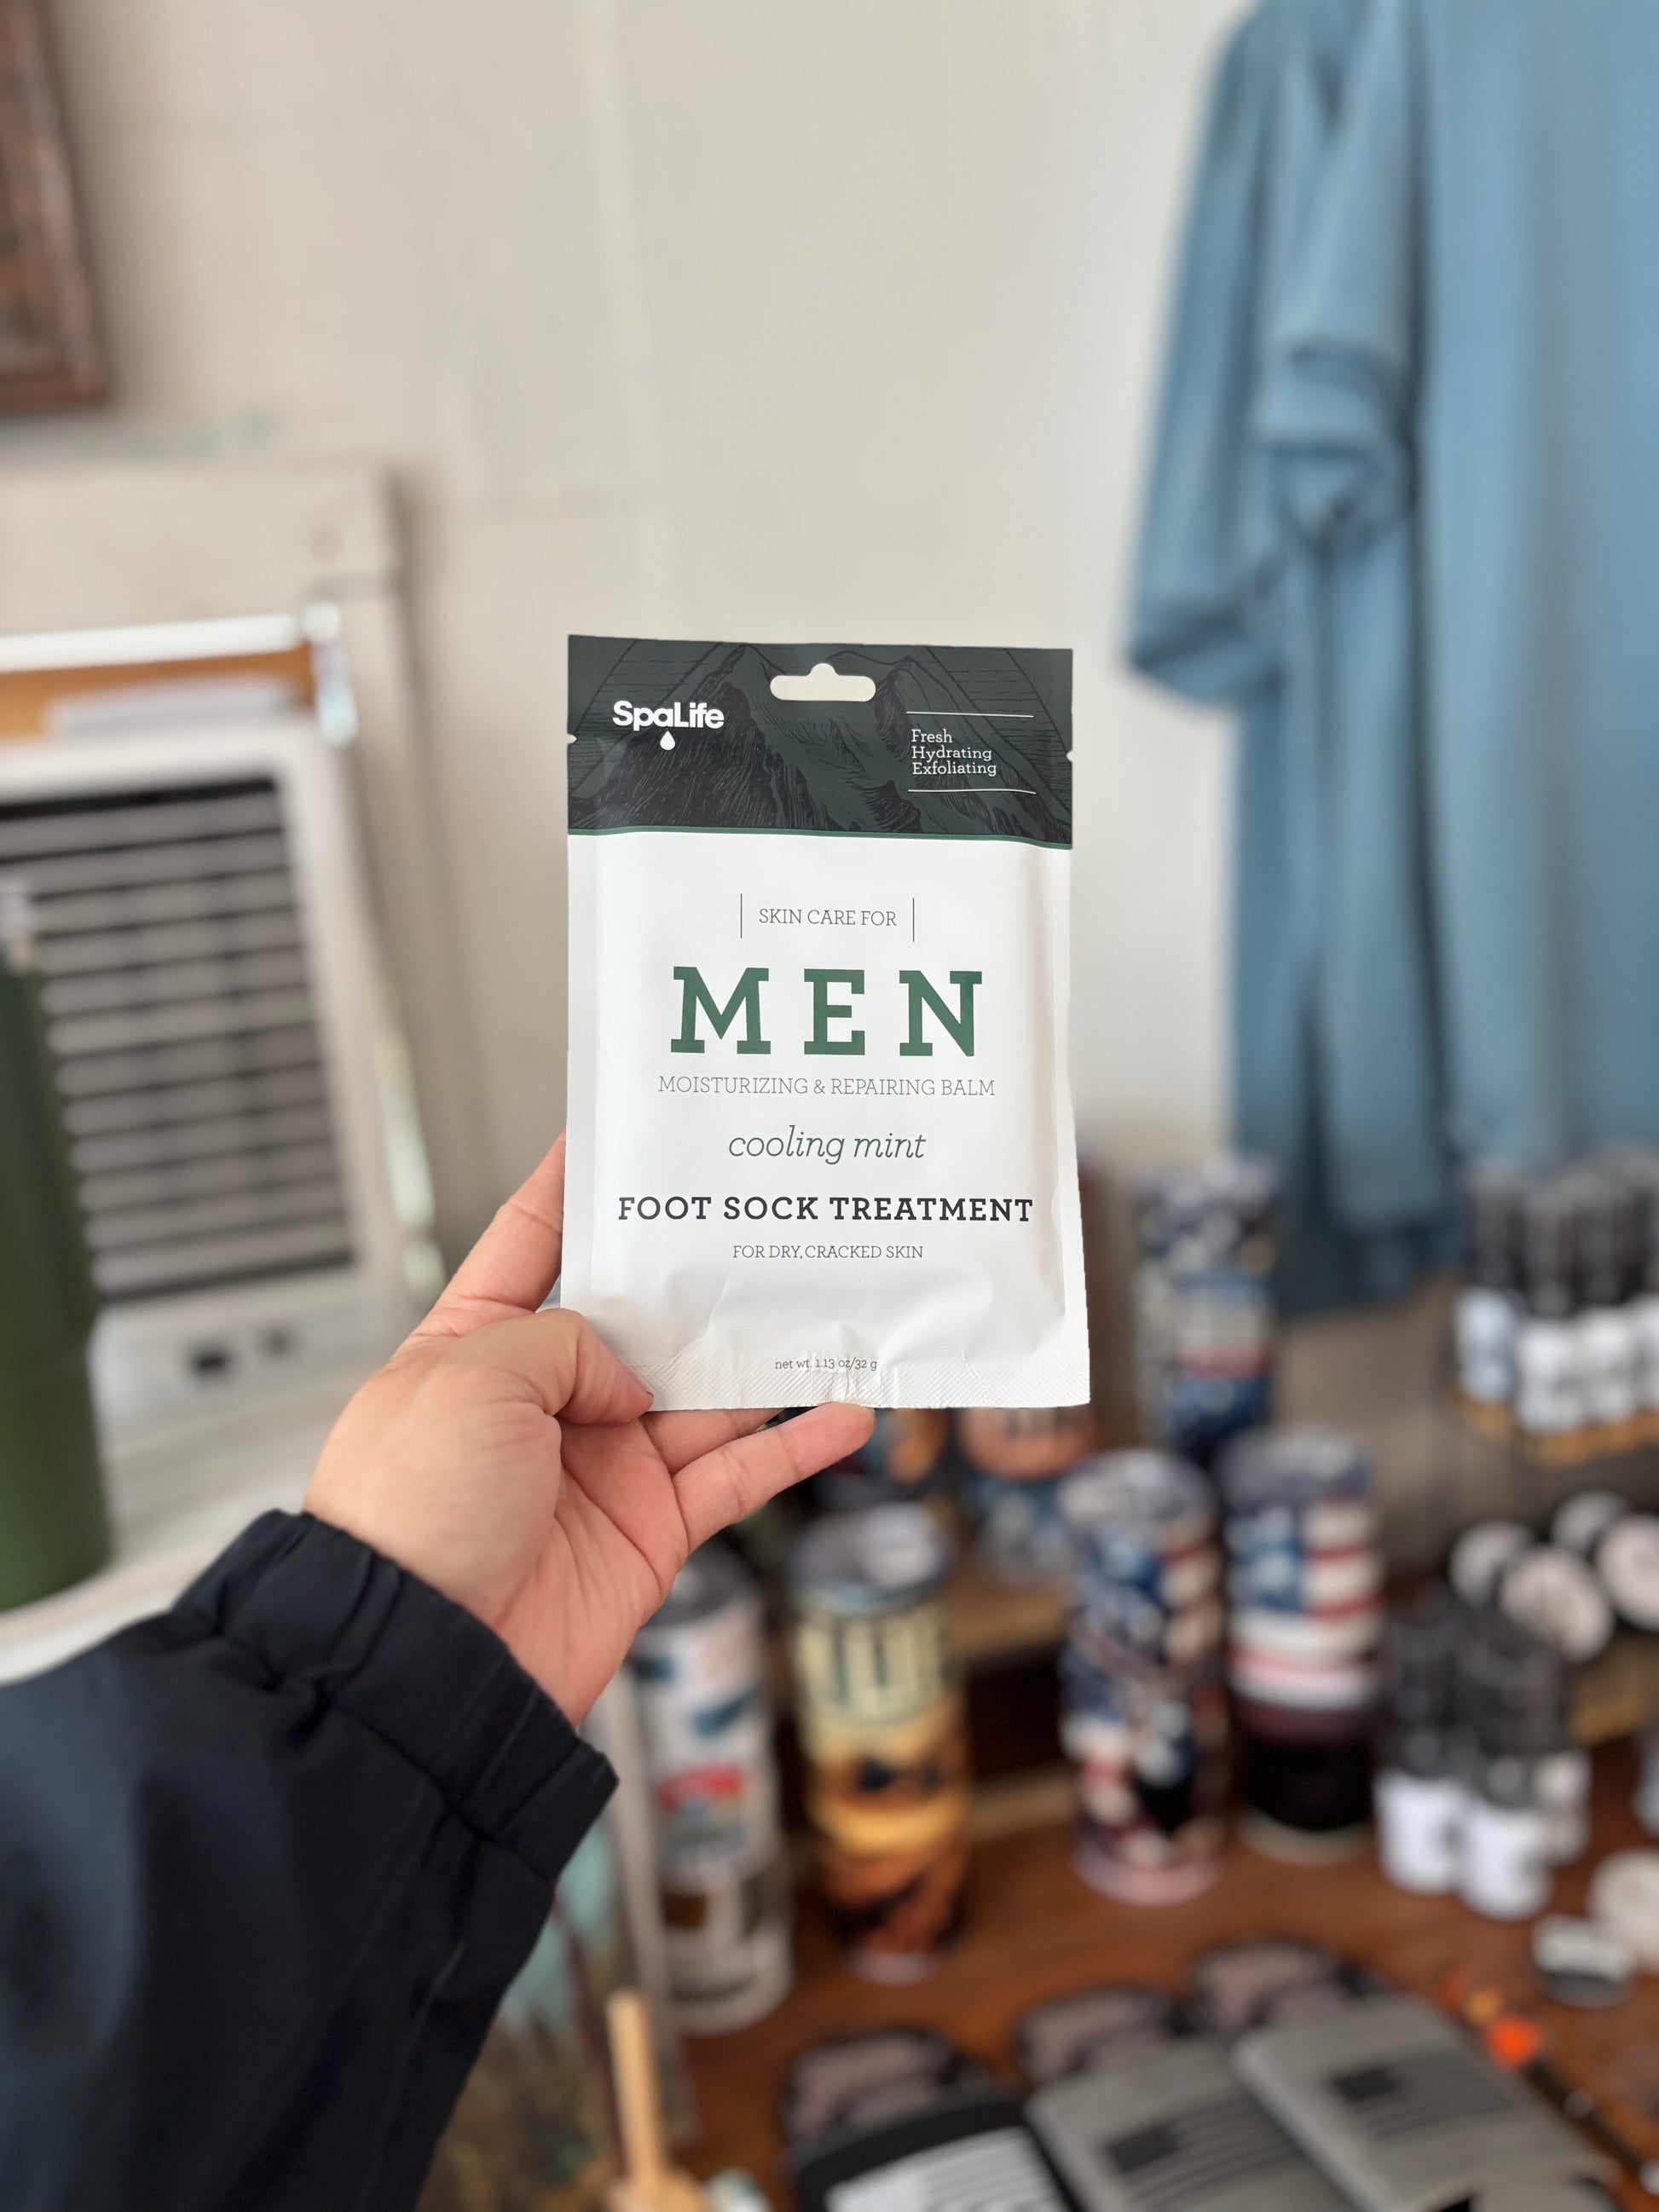 SpaLife
Fresh
Hydrating
Exfoliating
SKIN CARE FOR
MEN
MOISTURIZING & REPAIRING BALM
cooling mint
FOOT SOCK TREATMENT
FOR DRY, CRACKED SKIN
net wt. 1.13 oz/32 g